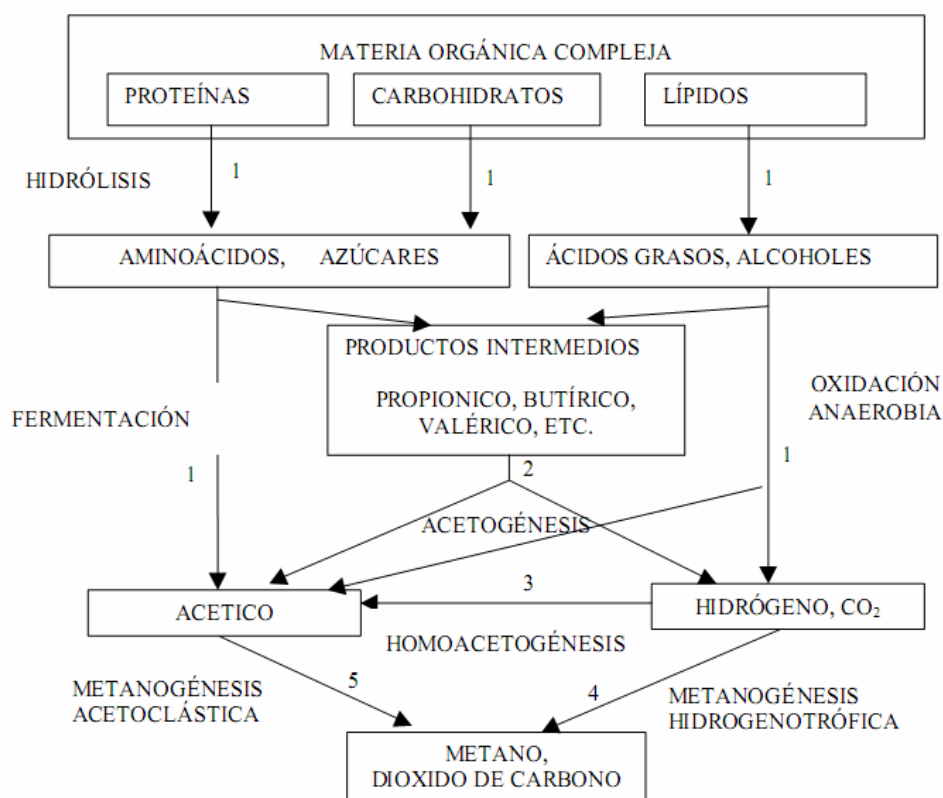 MATERIA ORGÁNICA COMPLEJA
PROTEÍNAS
CARBOHIDRATOS
LÍPIDOS
1
1
1
HIDRÓLISIS
AMINOÁCIDOS, AZÚCARES
ÁCIDOS GRASOS, ALCOHOLES
PRODUCTOS INTERMEDIOS
PROPIONICO, BUTÍRICO,
VALÉRICO, ETC.
OXIDACIÓN
ANAEROBIA
FERMENTACIÓN
1
2
1
ACETOGÉNESIS
ACETICO
3
HIDRÓGENO, CO₂
HOMOACETOGÉNESIS
METANOGÉNESIS
ACETOCLÁSTICA
5
4
METANOGÉNESIS
HIDROGENOTRÓFICA
METANO,
DIOXIDO DE CARBONO